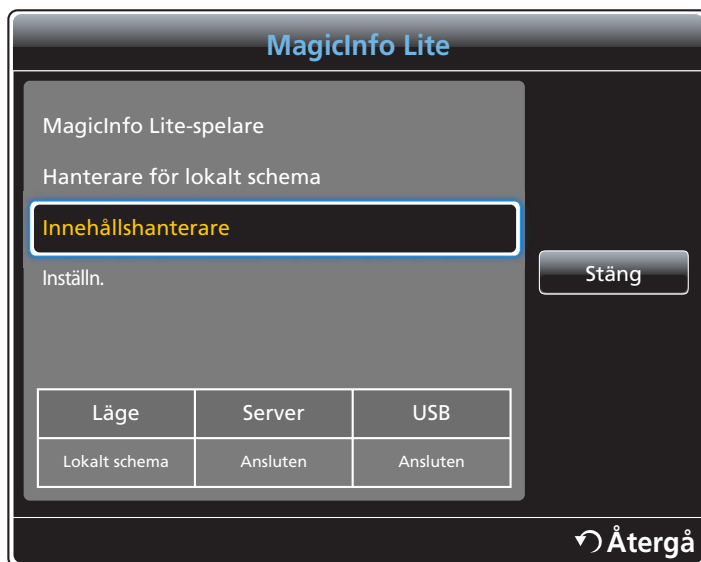 MagicInfo Lite
MagicInfo Lite-spelare
Hanterare för lokalt schema
Innehållshanterare
Inställn.
Stäng
Läge Server USB
Lokalt schema Ansluten Ansluten
Återgå